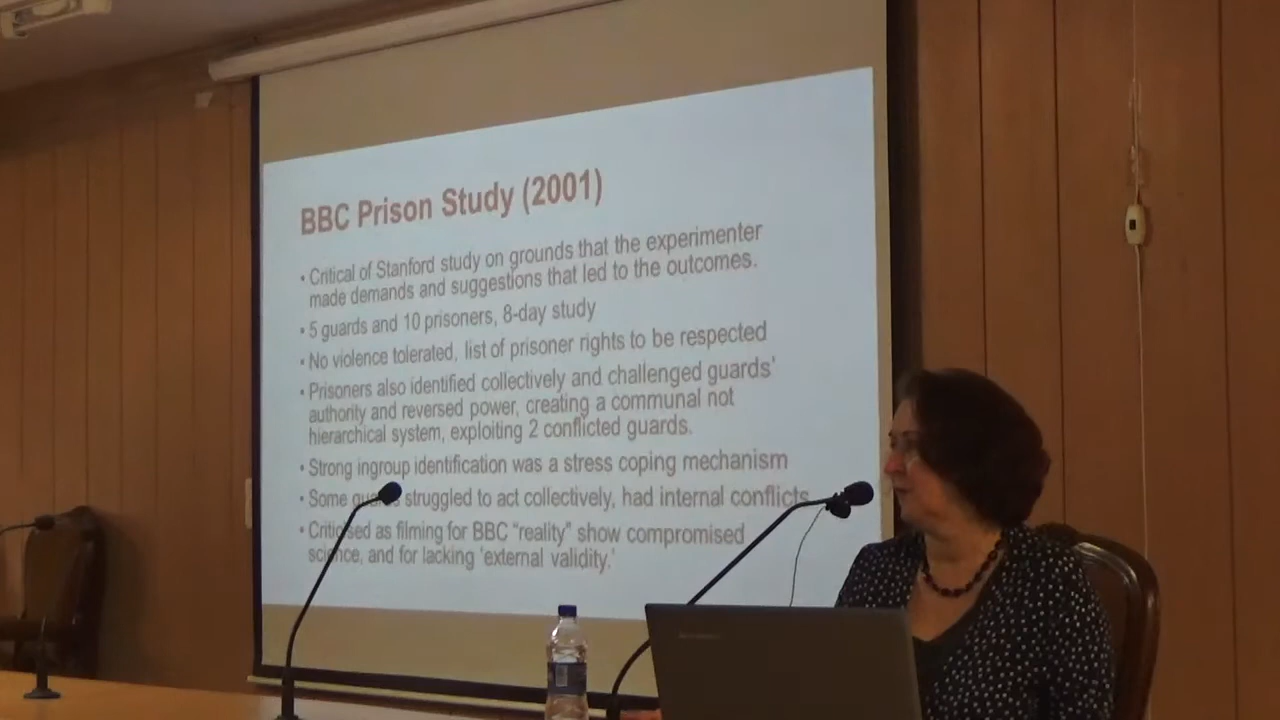 BBC Prison Study (2001)
• Critical of Stanford study on grounds that the experimenter
made demands and suggestions that led to the outcomes.
• 5 guards and 10 prisoners, 8-day study
• No violence tolerated, list of prisoner rights to be respected
• Prisoners also identified collectively and challenged guards'
authority and reversed power, creating a communal not
hierarchical system, exploiting 2 conflicted guards.
• Strong ingroup identification was a stress coping mechanism
• Some guards struggled to act collectively, had internal conflicts
• Criticised as filming for BBC "reality" show compromised
science, and for lacking 'external validity.'